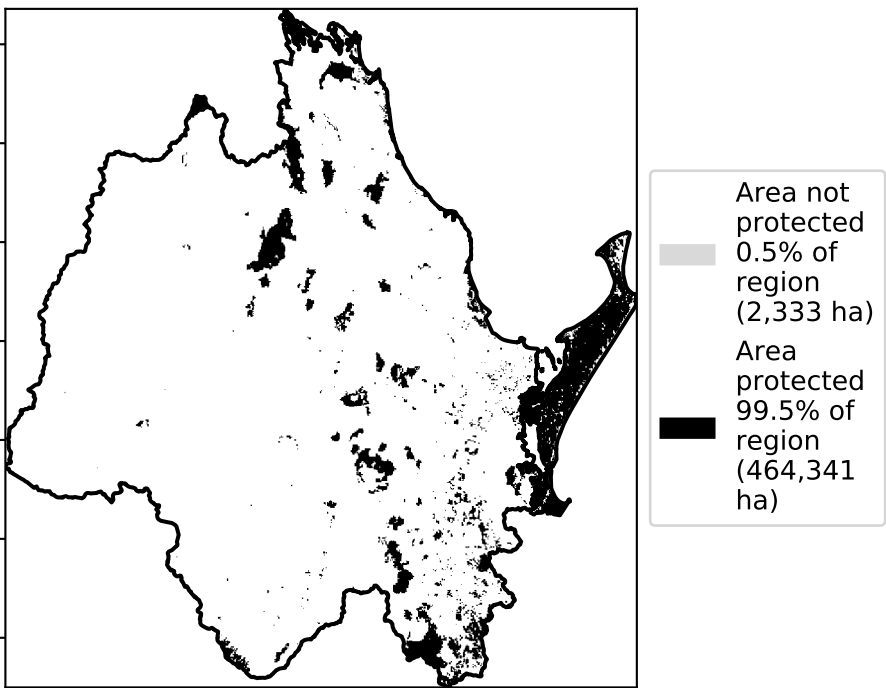 Area not
protected
0.5% of
region
(2,333 ha)
Area
protected
99.5% of
region
(464,341
ha)